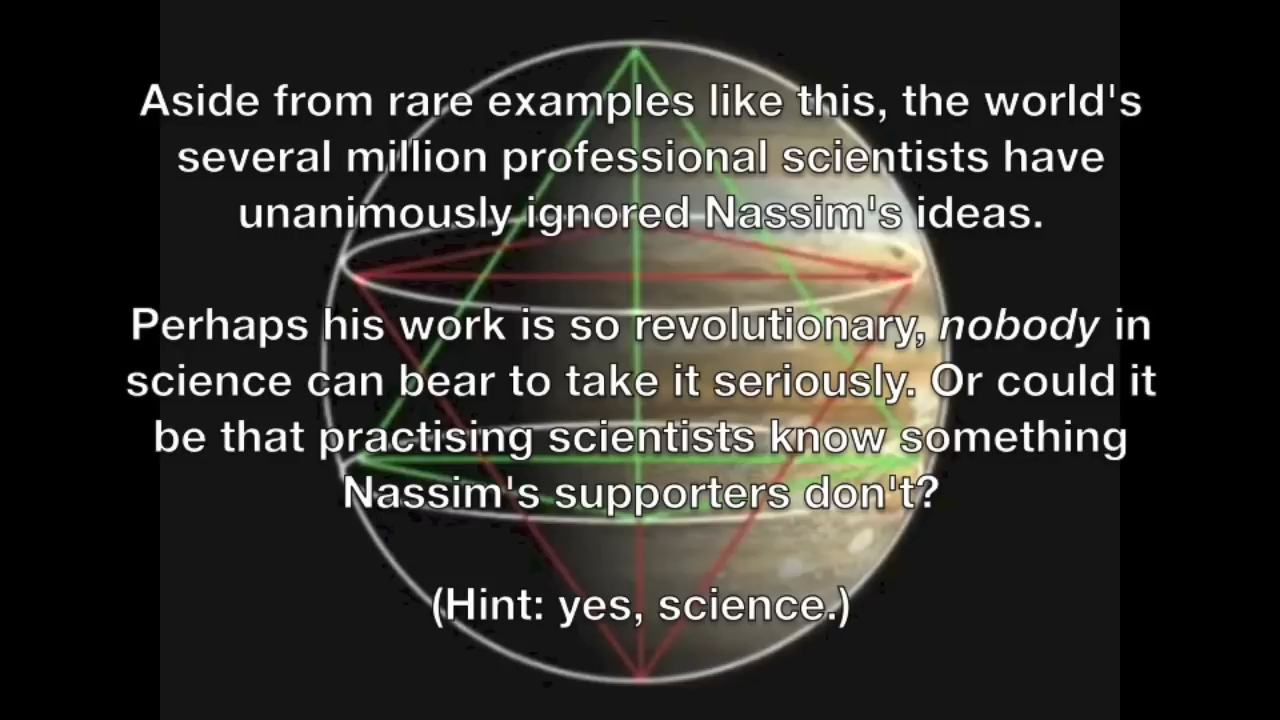 Aside from rare examples like this, the world's
several million professional scientists have
unanimously ignored Nassim's ideas.
Perhaps his work is so revolutionary, nobody in
science can bear to take it seriously. Or could it
be that practising scientists know something
Nassim's supporters don't?
(Hint: yes, science.)